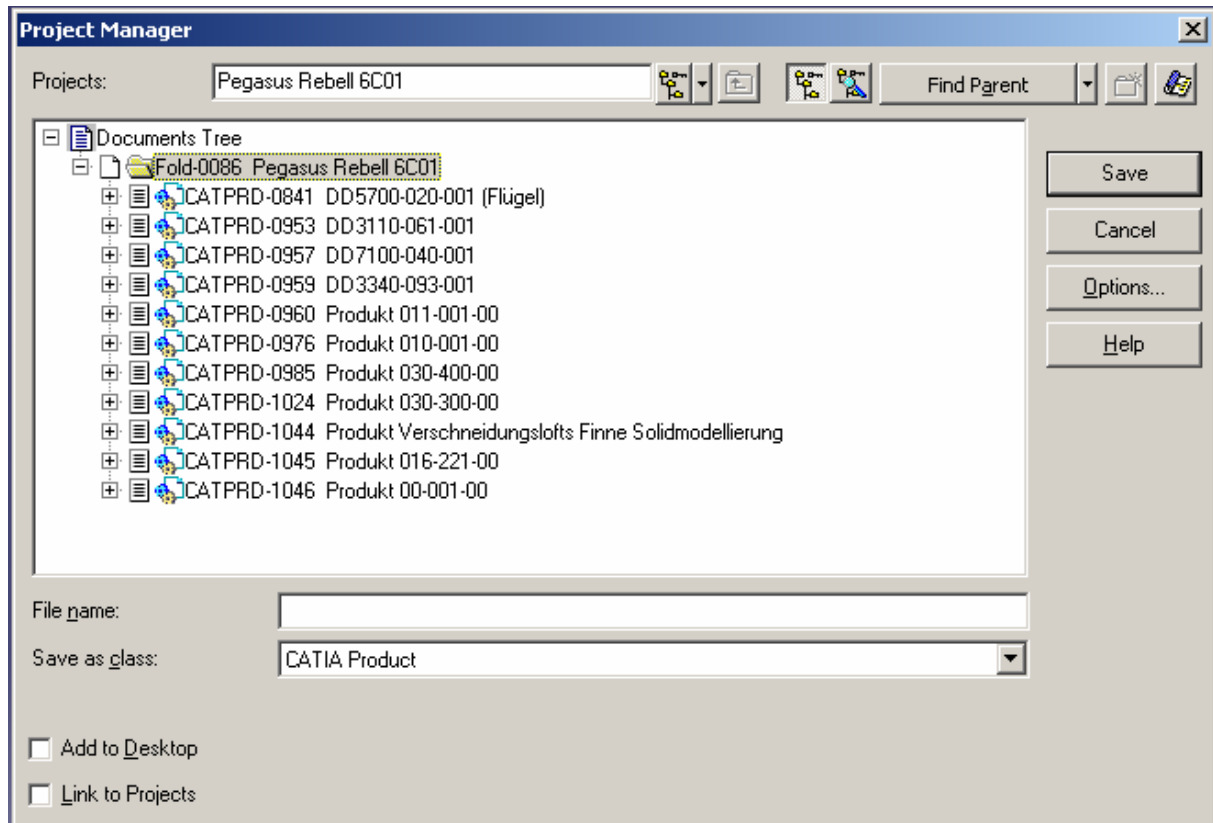 Project Manager
Projects: Pegasus Rebell 6C01 Find Parent
Documents Tree
Fold-0086 Pegasus Rebell 6C01
CATPRD-0841 DD5700-020-001 (Flügel)
CATPRD-0953 DD3110-061-001
CATPRD-0957 DD7100-040-001
CATPRD-0959 DD3340-093-001
CATPRD-0960 Produkt 011-001-00
CATPRD-0976 Produkt 010-001-00
CATPRD-0985 Produkt 030-400-00
CATPRD-1024 Produkt 030-300-00
CATPRD-1044 Produkt Verschneidungslofts Finne Solidmodellierung
CATPRD-1045 Produkt 016-221-00
CATPRD-1046 Produkt 00-001-00
Save
Cancel
Options...
Help
File name:
Save as class: CATIA Product
Add to Desktop
Link to Projects